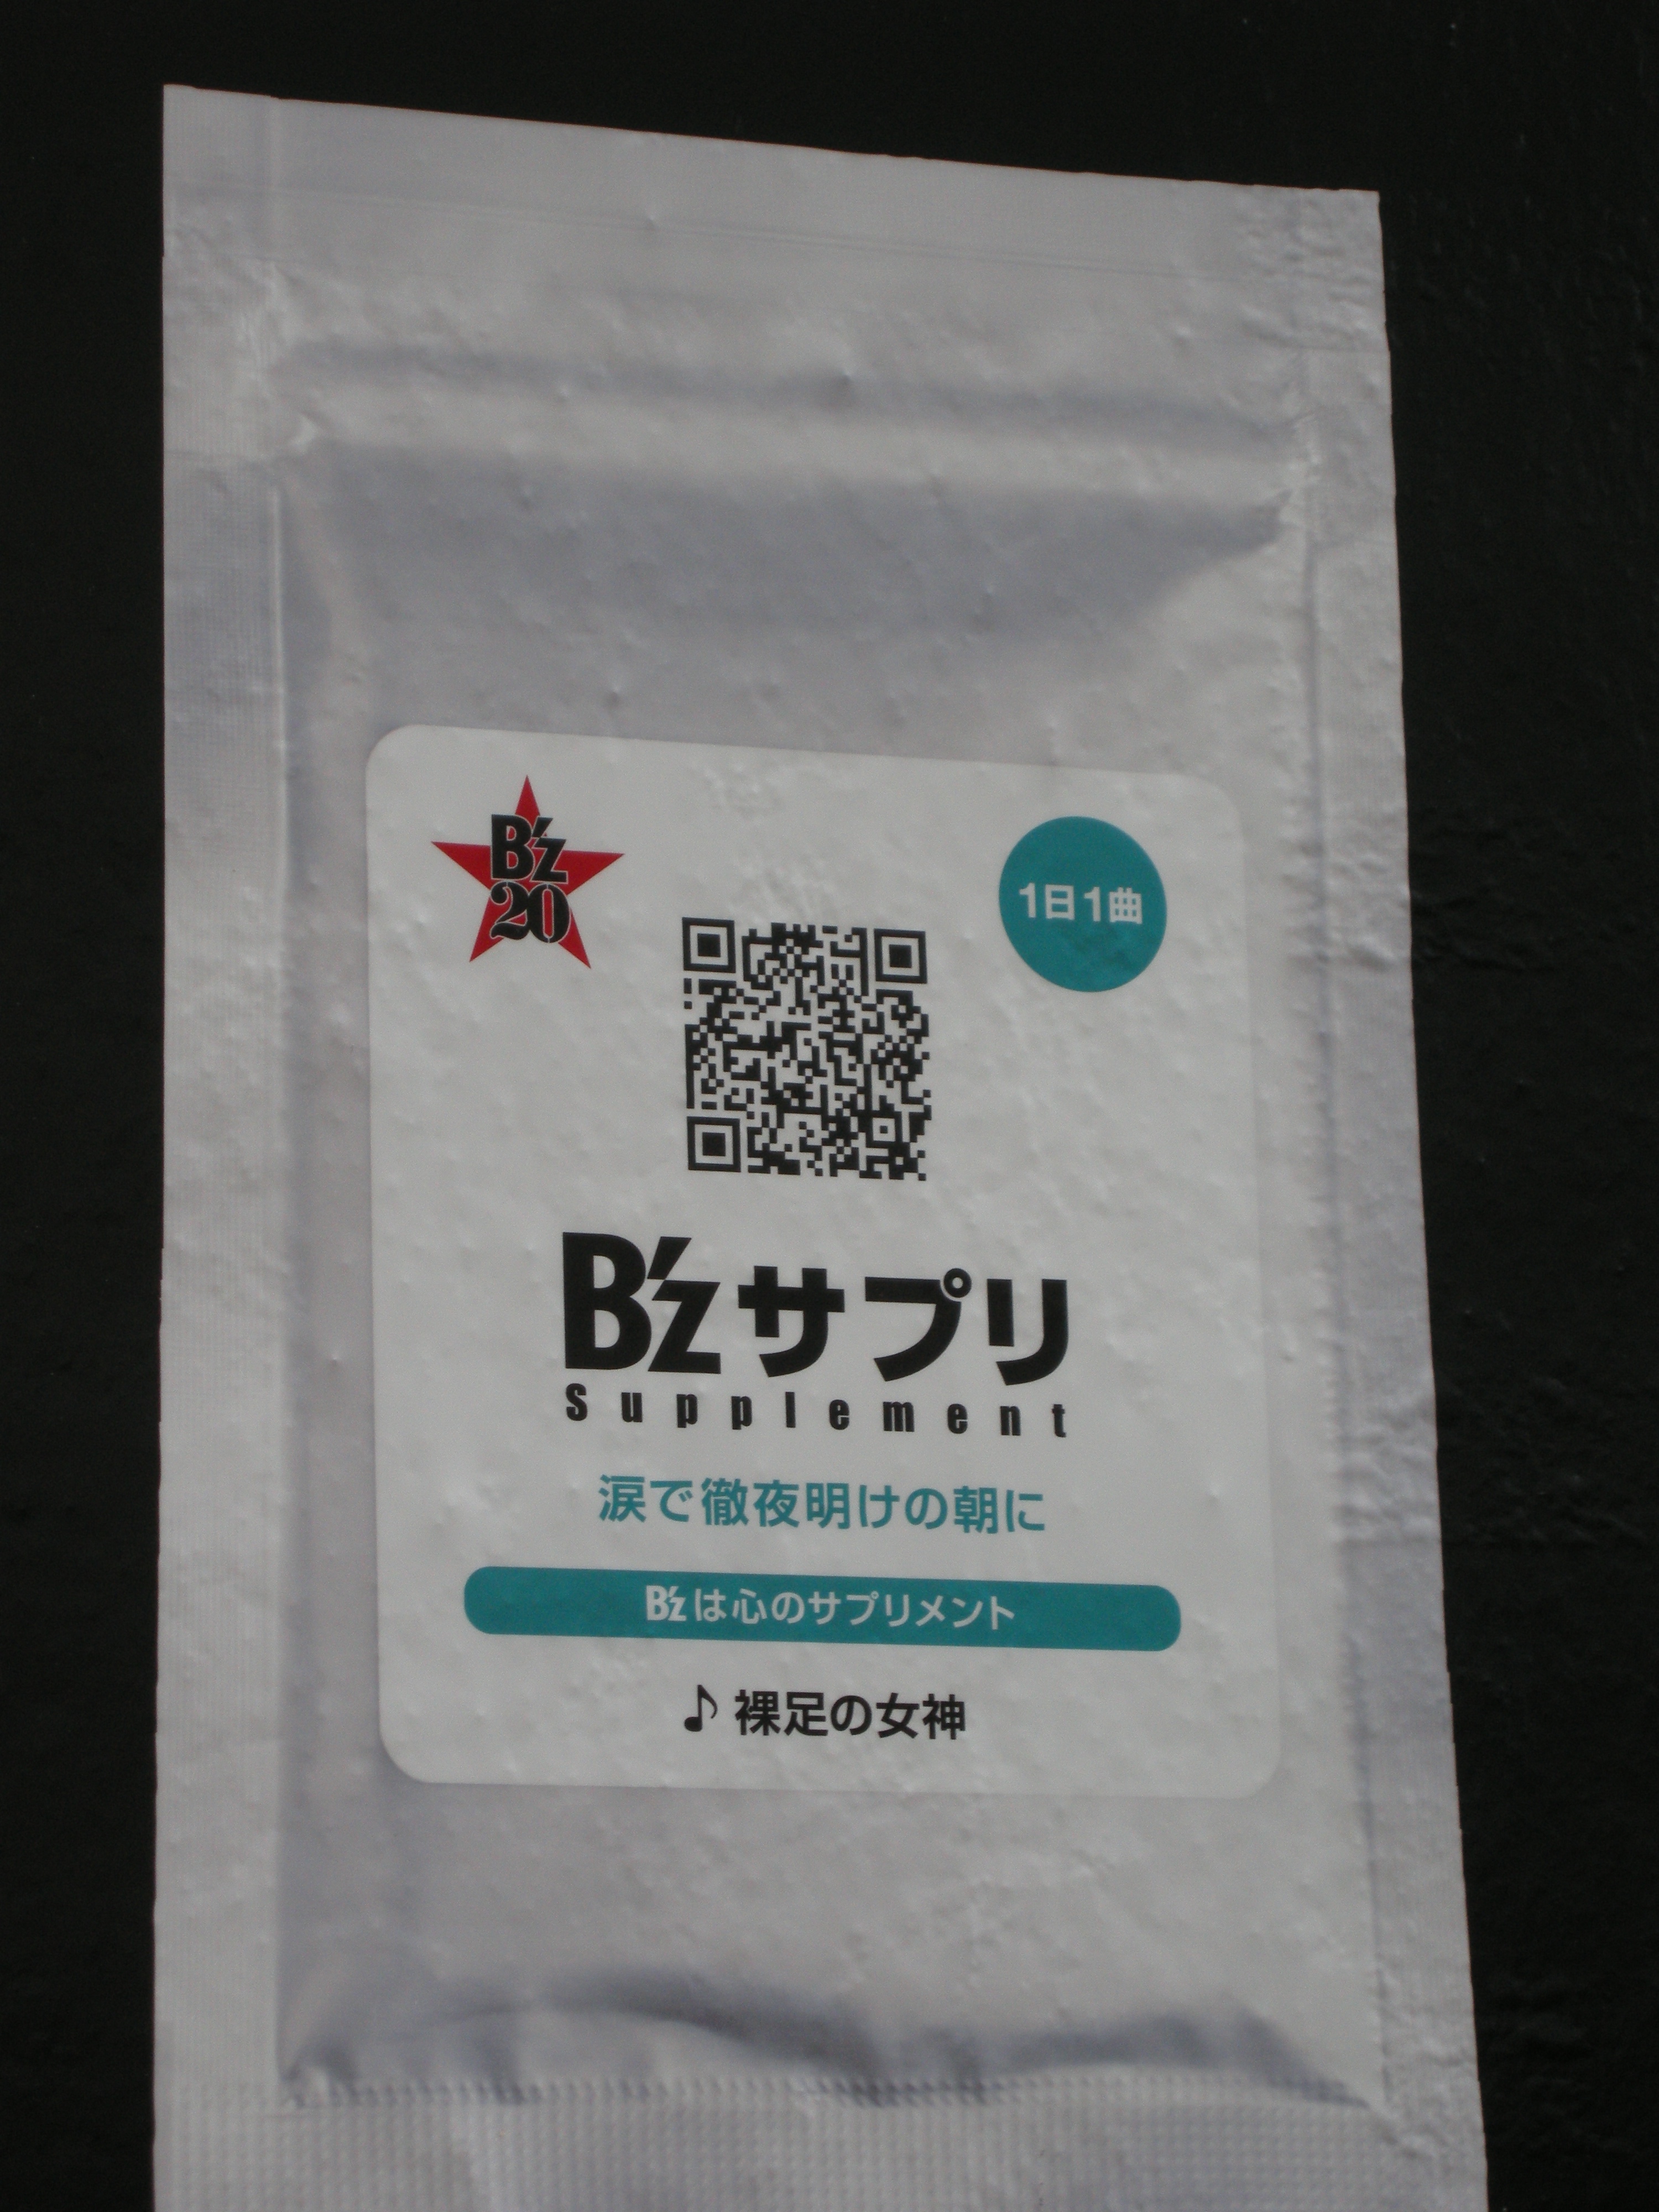 B'z
20
1日1曲
B'zサプリ
Supplement
涙で徹夜明けの朝に
B'zは心のサプリメント
♪裸足の女神